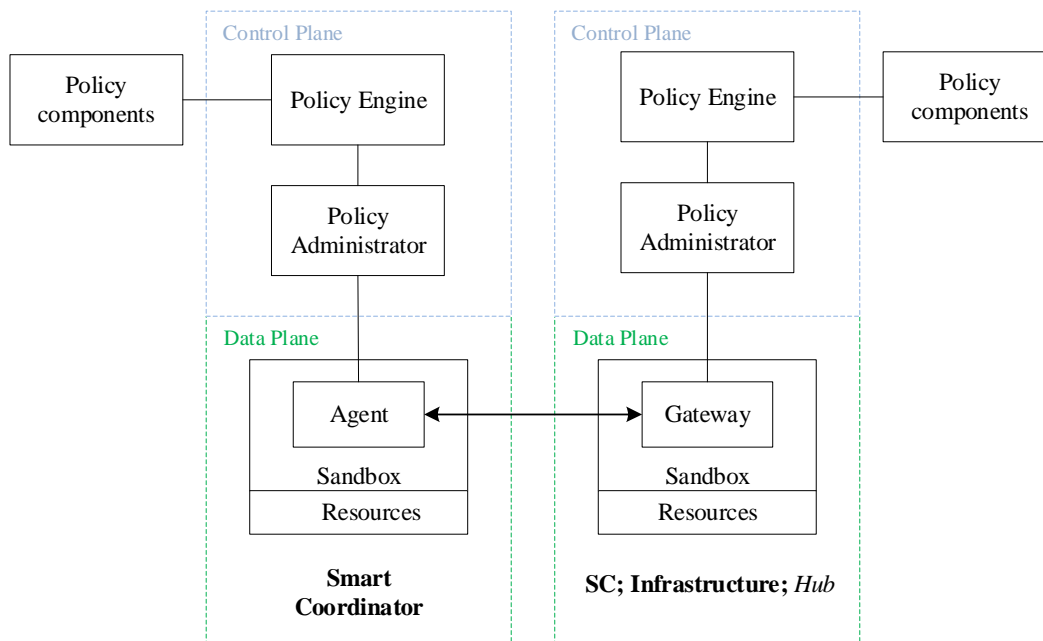 Control Plane
Control Plane
Policy
components
Policy Engine
Policy Engine
Policy
components
Policy
Administrator
Policy
Administrator
Data Plane
Data Plane
Agent
Gateway
Sandbox
Sandbox
Resources
Resources
Smart
Coordinator
SC; Infrastructure; Hub